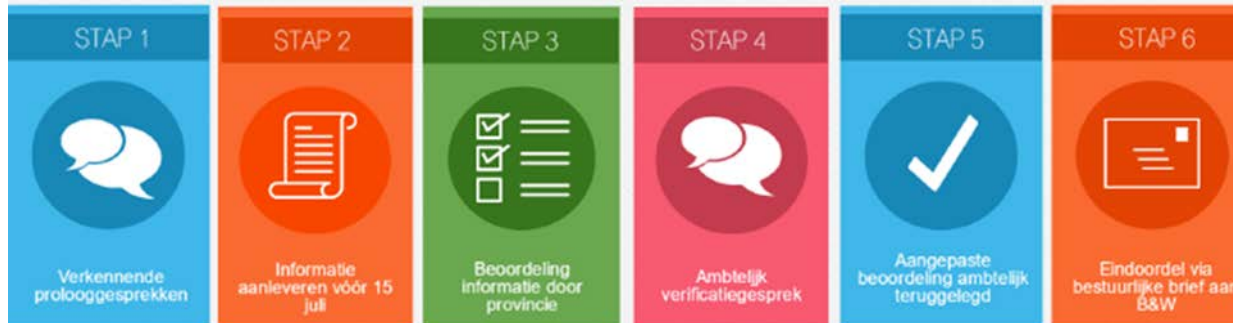 STAP 1
Verkennende
prolooggesprekken
STAP 2
Informatie
aanleveren vóór 15
juli
STAP 3
Beoordeling
informatie door
provincie
STAP 4
Ambtelijk
verificatiegesprek
STAP 5
Aangepaste
beoordeling ambtelijk
teruggelegd
STAP 6
Eindoordel via
bestuurlijke brief aan
B&W